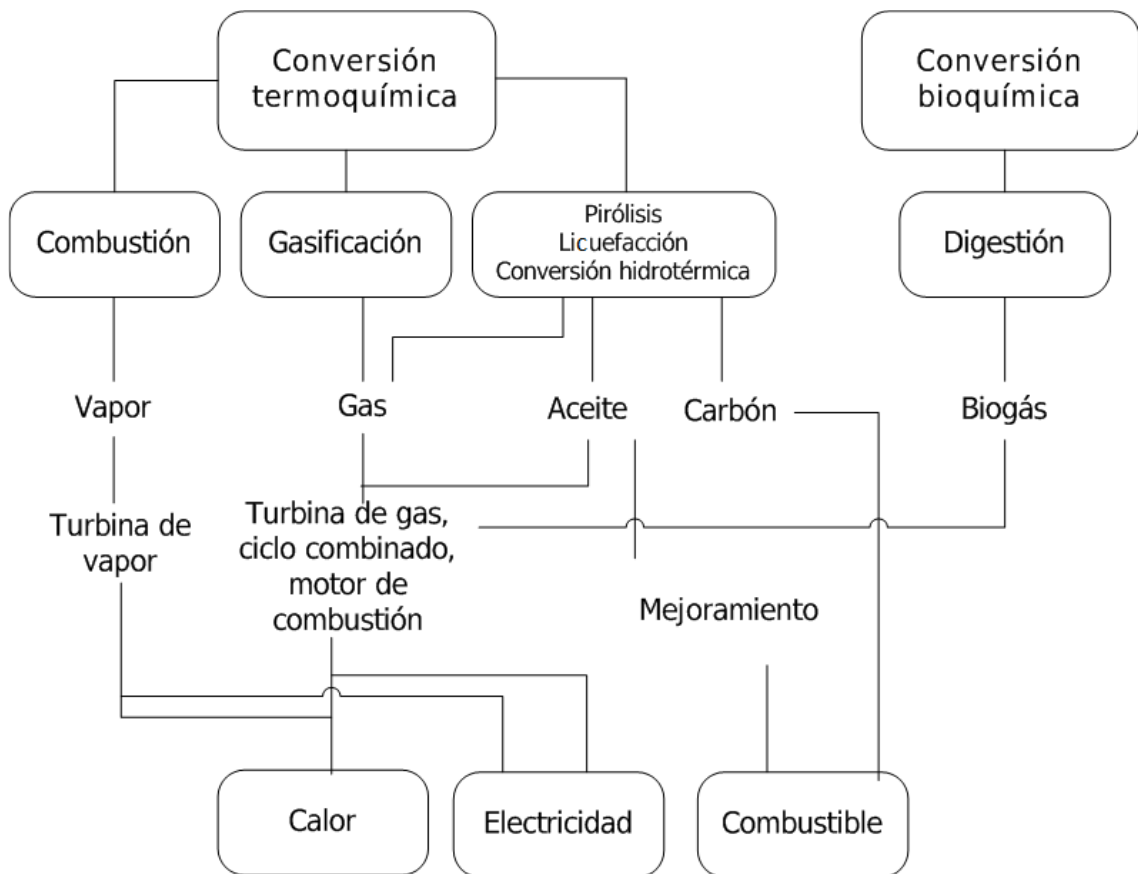 Conversión
termoquímica
Conversión
bioquímica
Combustión
Gasificación
Pirólisis
Licuefacción
Conversión hidrotérmica
Digestión
Vapor
Gas
Aceite
Carbón
Biogás
Turbina de
vapor
Turbina de gas,
ciclo combinado,
motor de
combustión
Mejoramiento
Calor
Electricidad
Combustible